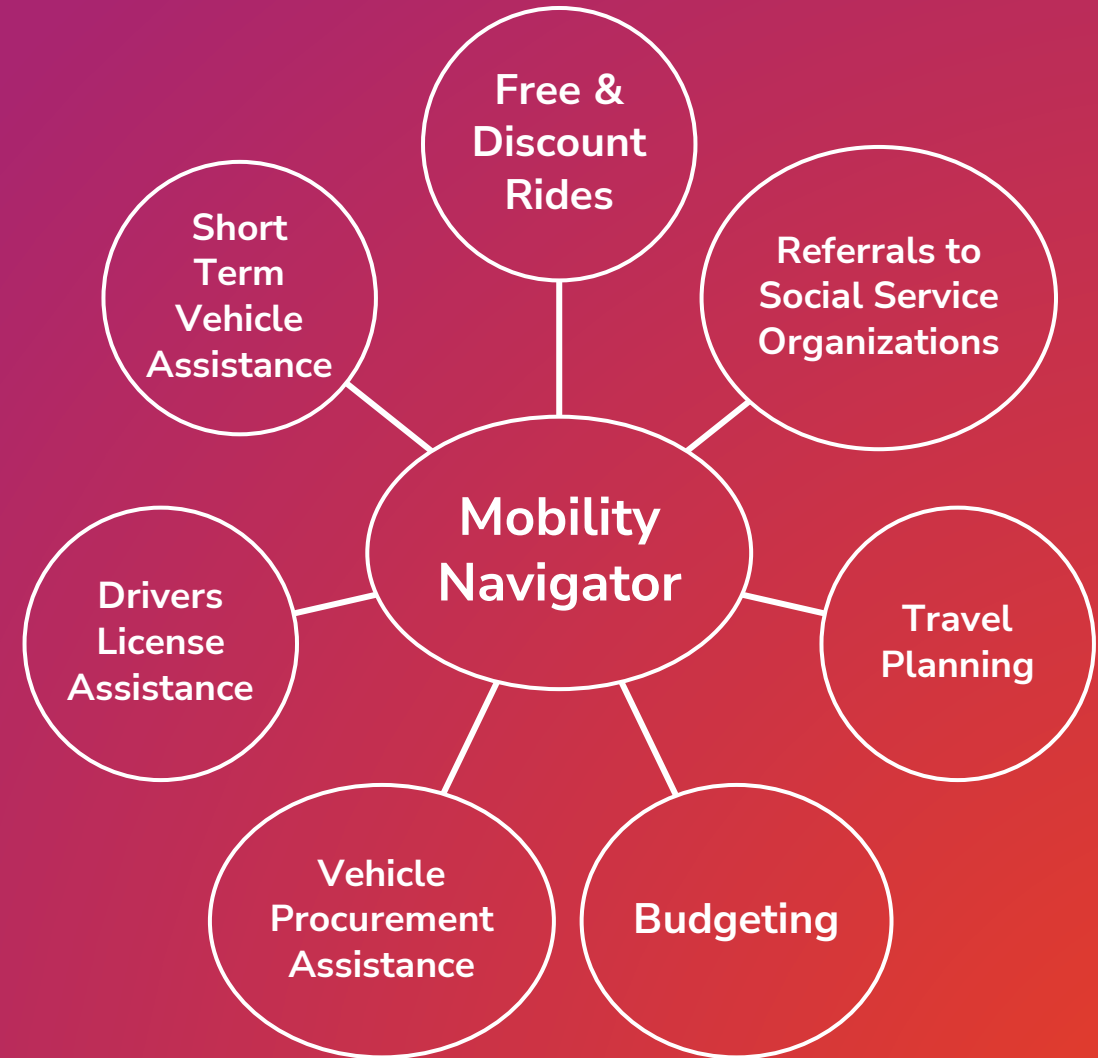 Free &
Discount
Rides
Referrals to
Social Service
Organizations
Travel
Planning
Budgeting
Vehicle
Procurement
Assistance
Drivers
License
Assistance
Short
Term
Vehicle
Assistance
Mobility
Navigator